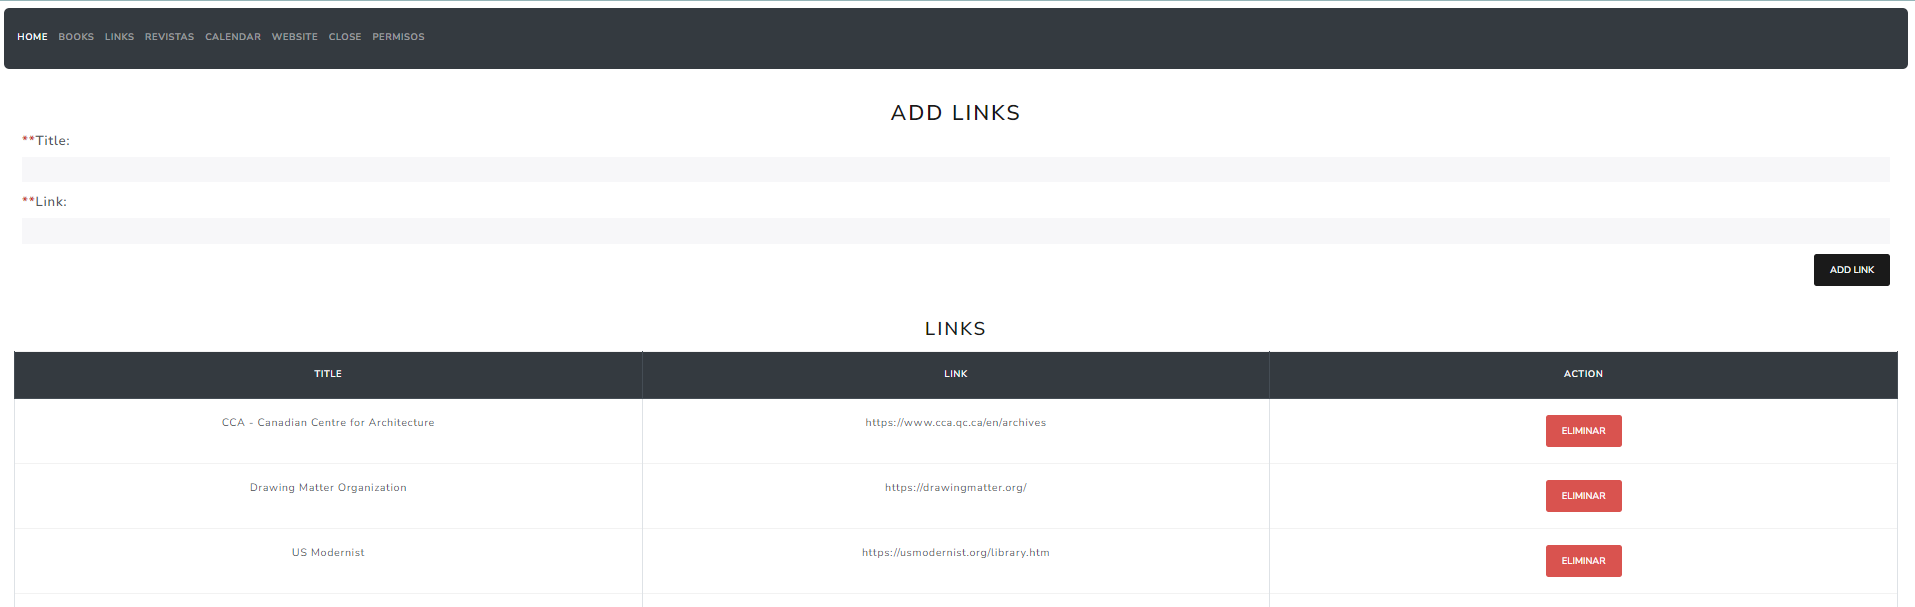 HOME BOOKS LINKS REVISTAS CALENDAR WEBSITE CLOSE PERMISOS
ADD LINKS
**Title:
**Link:
ADD LINK
LINKS
TITLE LINK ACTION
CCA - Canadian Centre for Architecture https://www.cca.qc.ca/en/archives ELIMINAR
Drawing Matter Organization https://drawingmatter.org/ ELIMINAR
US Modernist https://usmodernist.org/library.htm ELIMINAR